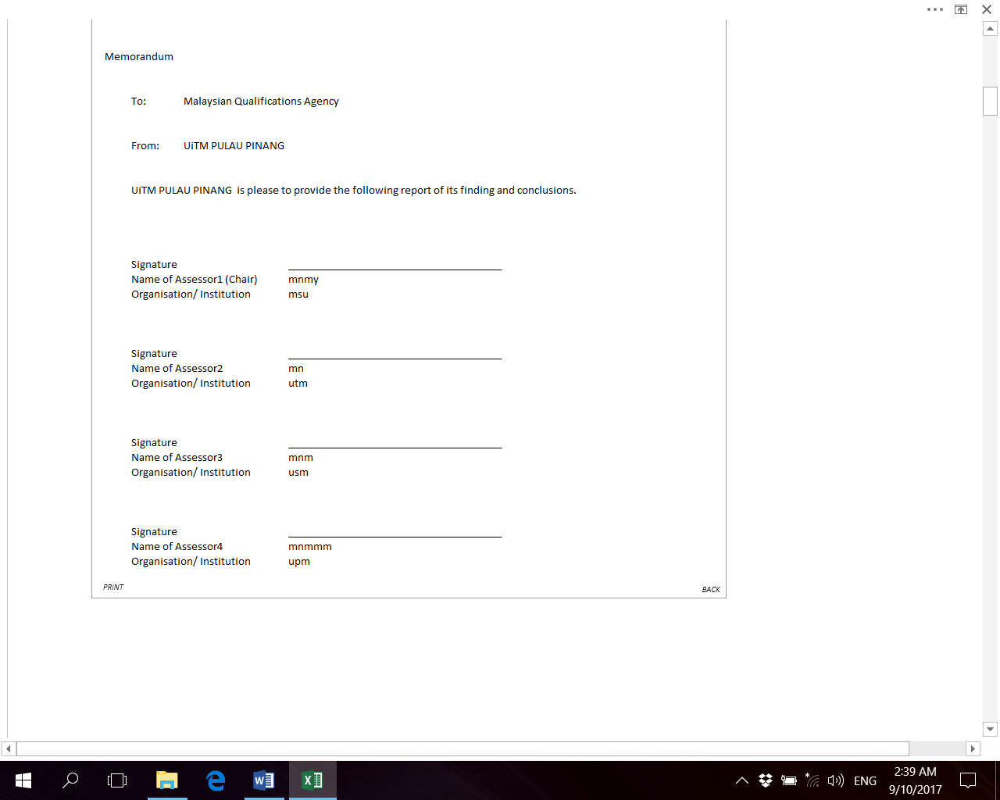 Memorandum
To: Malaysian Qualifications Agency
From: UiTM PULAU PINANG
UiTM PULAU PINANG  is please to provide the following report of its finding and conclusions.
Signature
Name of Assessor1 (Chair) mnmy
Organisation/ Institution msu
Signature
Name of Assessor2 mn
Organisation/ Institution utm
Signature
Name of Assessor3 mnm
Organisation/ Institution usm
Signature
Name of Assessor4 mnmmm
Organisation/ Institution upm
PRINT BACK
ENG 2:39 AM
9/10/2017